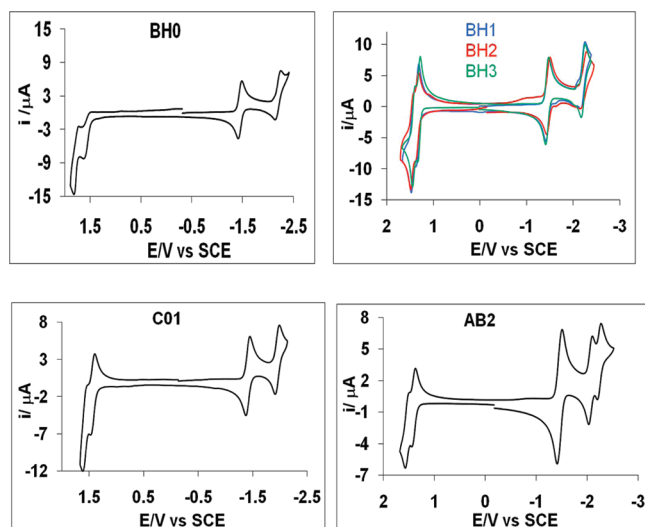 BH0
i /µA
15
9
3
-3
-9
-15
1.5 0.5 -0.5 -1.5 -2.5
E/V vs SCE
BH1
BH2
BH3
i/µA
10
5
0
-5
-10
-15
2 1 0 -1 -2 -3
E/V vs SCE
C01
i/ µA
8
3
-2
-7
-12
1.5 0.5 -0.5 -1.5 -2.5
E/V vs SCE
AB2
i/ µA
8
5
2
-1
-4
-7
2 1 0 -1 -2 -3
E/V vs SCE